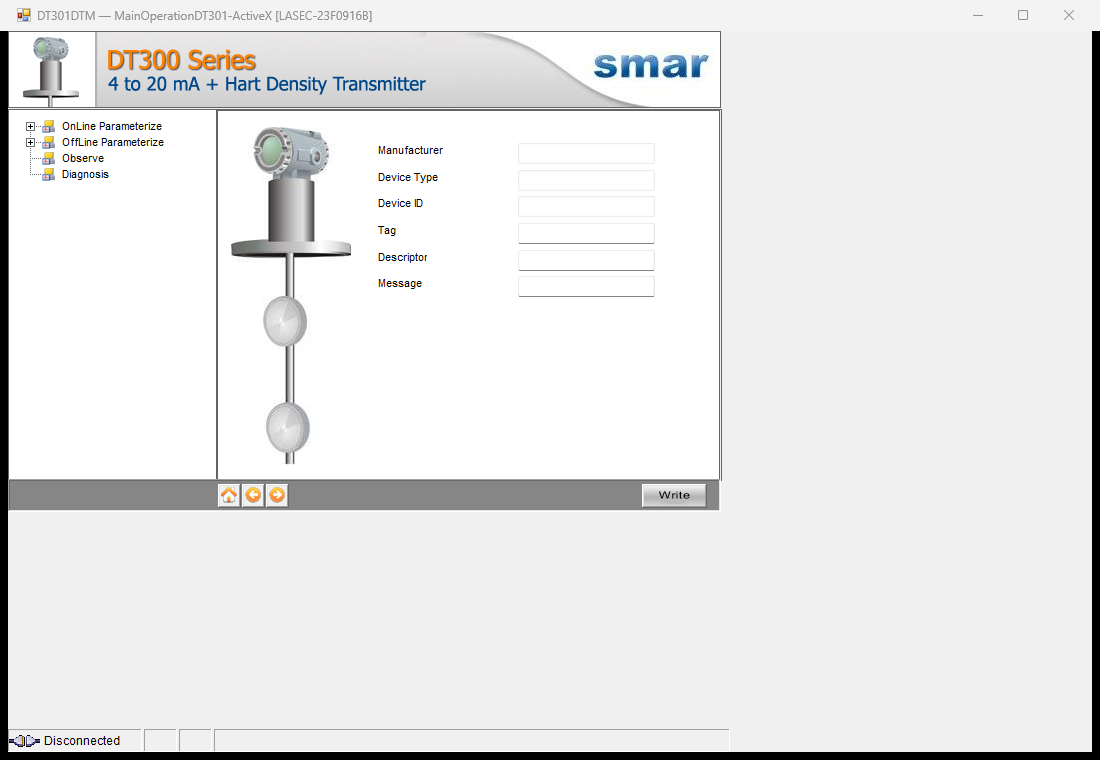 DT301DTM — MainOperationDT301-ActiveX [LASEC-23F0916B]
DT300 Series
4 to 20 mA + Hart Density Transmitter
smar
OnLine Parameterize
OffLine Parameterize
Observe
Diagnosis
Manufacturer
Device Type
Device ID
Tag
Descriptor
Message
Write
Disconnected